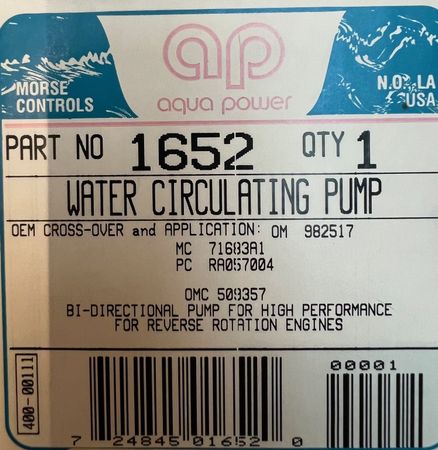 ap
aqua power
MORSE
CONTROLS
N.O., LA
USA
PART NO 1652 QTY 1
WATER CIRCULATING PUMP
OEM CROSS-OVER and APPLICATION: OM 982517
MC 71683A1
PC RA057004
OMC 509357
BI-DIRECTIONAL PUMP FOR HIGH PERFORMANCE
FOR REVERSE ROTATION ENGINES
400-00111
00001
7 24845 01652 0